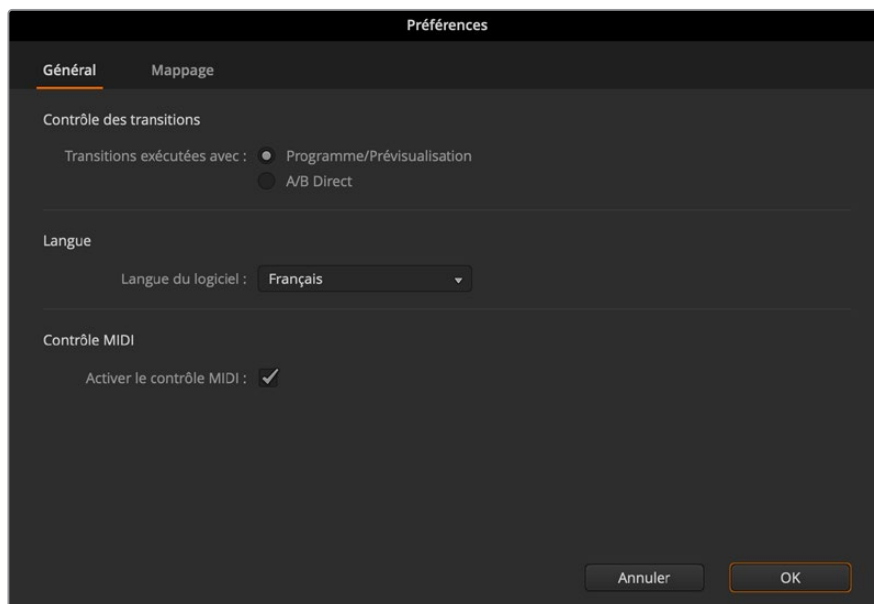 Préférences
Général Mappage
Contrôle des transitions
Transitions exécutées avec : Programme/Prévisualisation
A/B Direct
Langue
Langue du logiciel : Français
Contrôle MIDI
Activer le contrôle MIDI :
Annuler OK